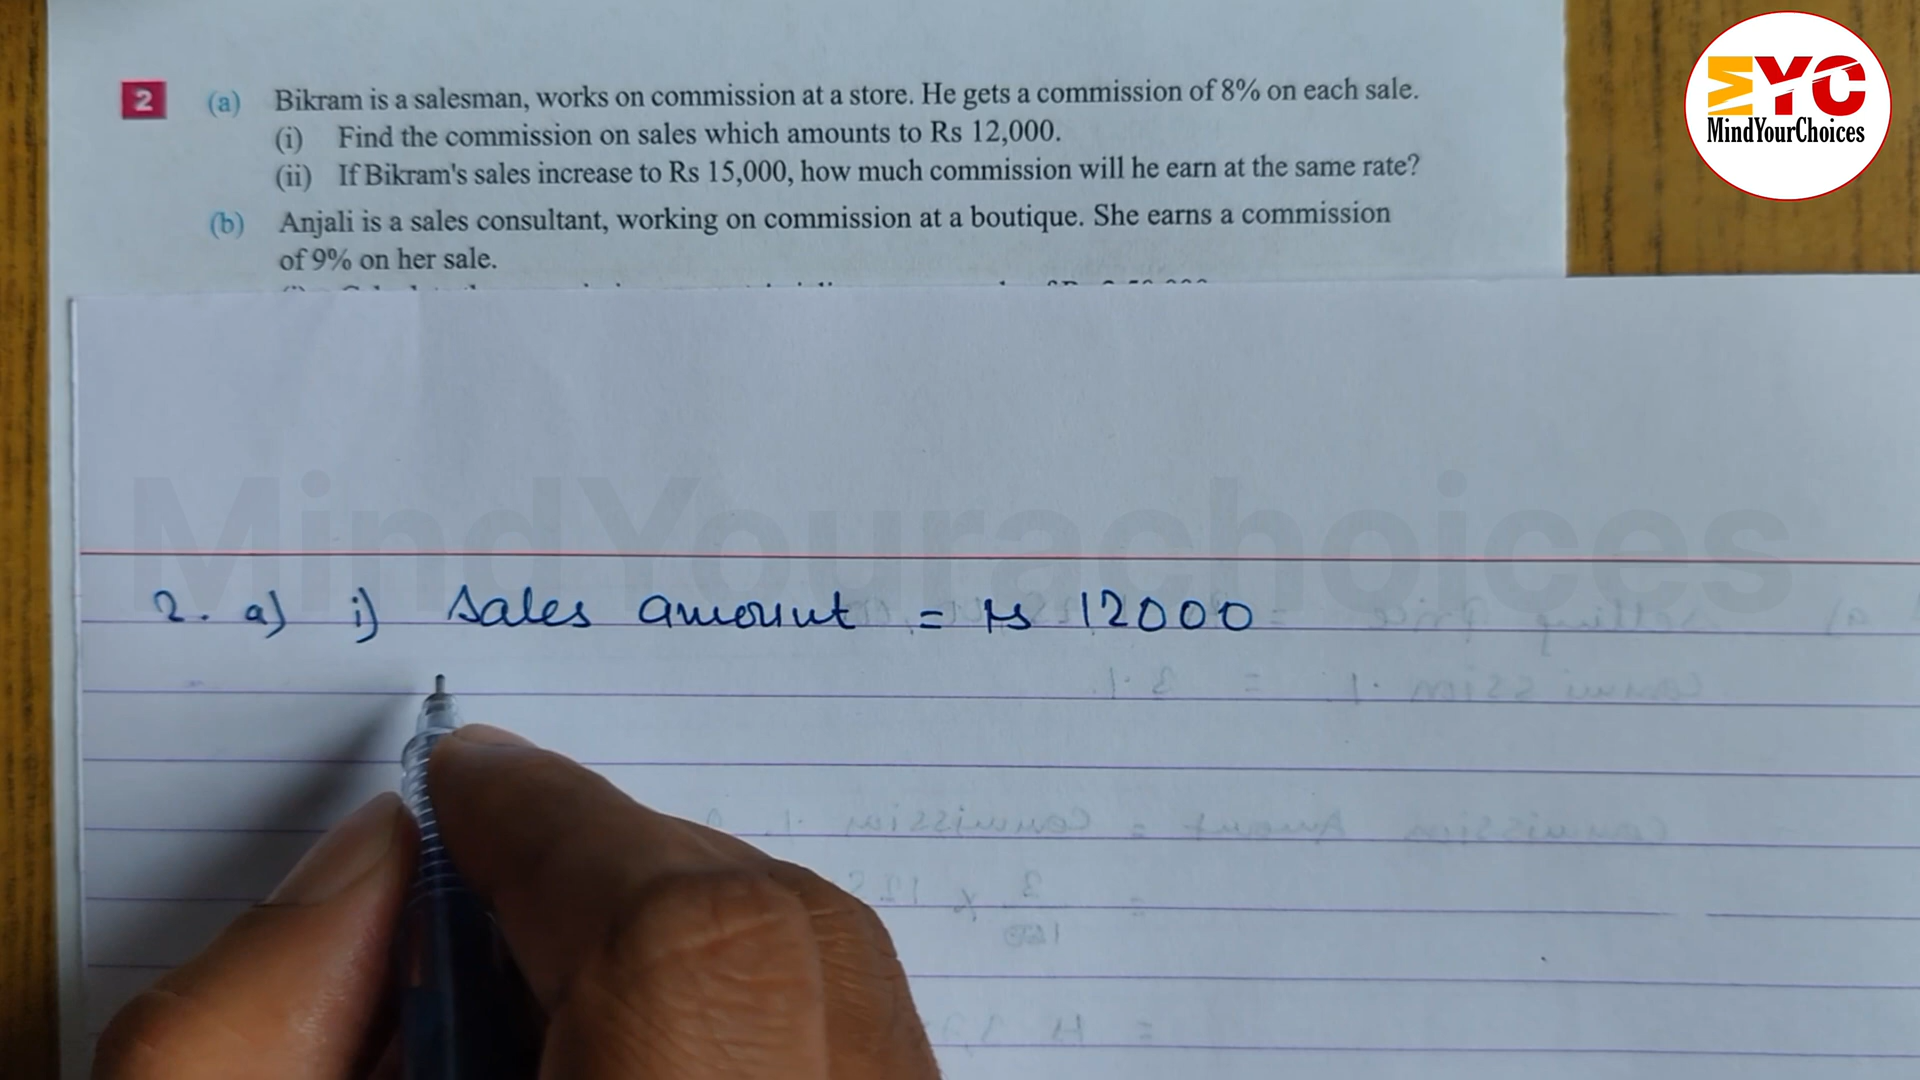 2 (a) Bikram is a salesman, works on commission at a store. He gets a commission of 8% on each sale.
(i) Find the commission on sales which amounts to Rs 12,000.
(ii) If Bikram's sales increase to Rs 15,000, how much commission will he earn at the same rate?
(b) Anjali is a sales consultant, working on commission at a boutique. She earns a commission
of 9% on her sale.
MYC
MindYourChoices
MindYourachoices
2. a) i) Sales amount = Rs 12000